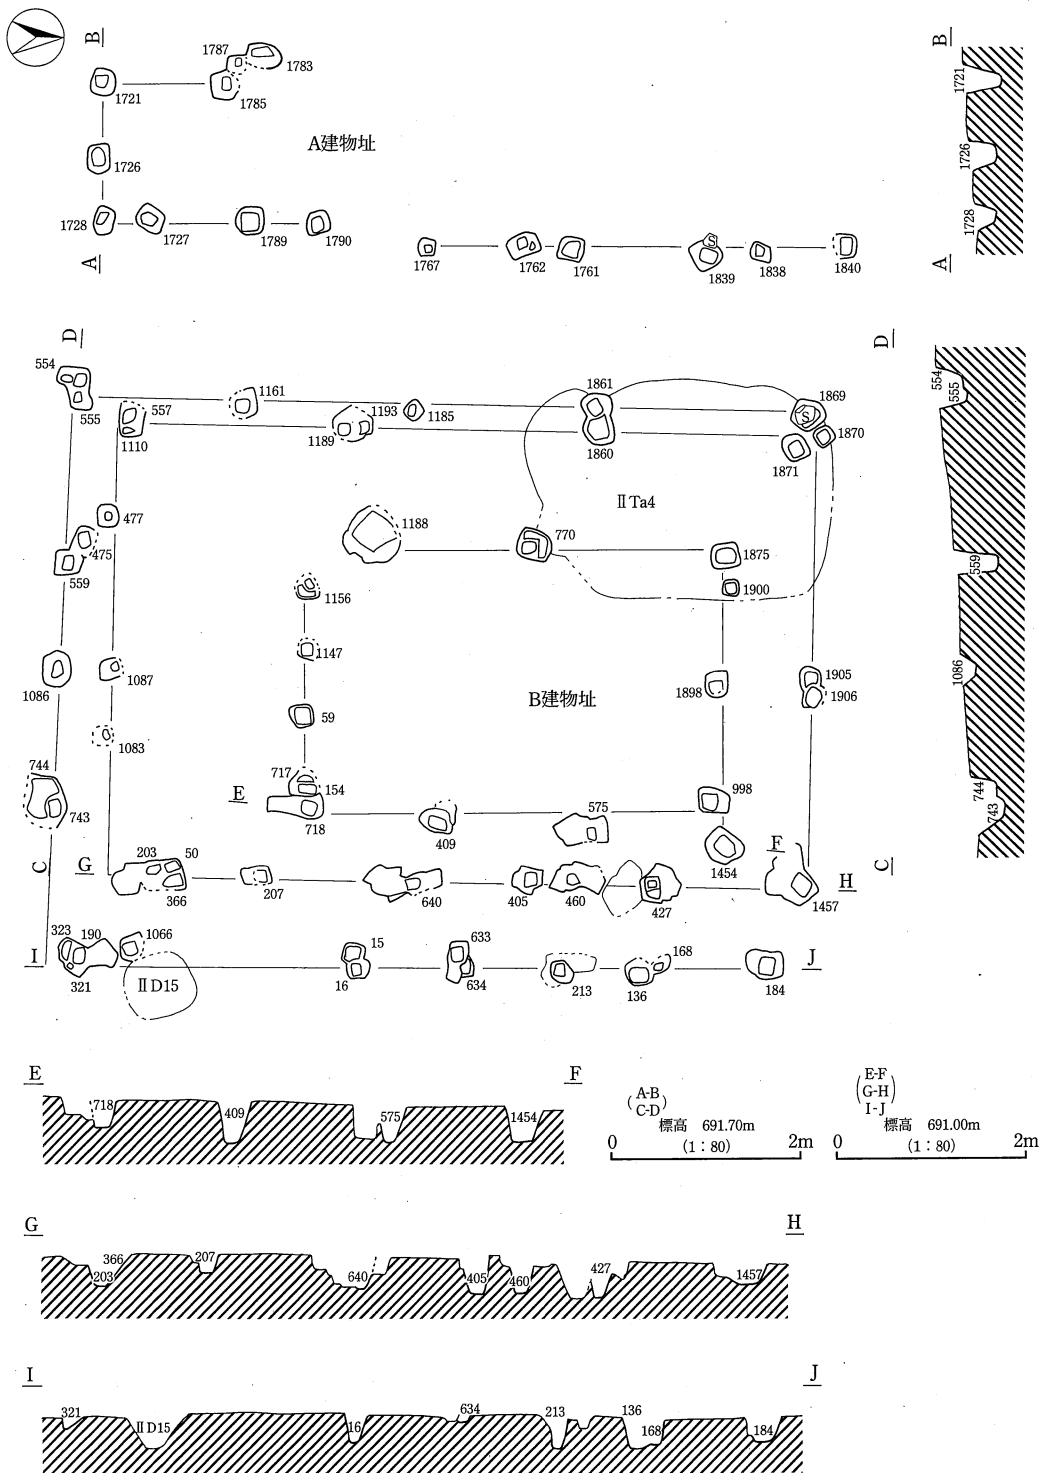 B
B
1787
1783
1721
1785
1721
A建物址
1726
1726
1728
1727
1789
1790
1728
1767
1762
1761
1839
S
1838
1840
A
A
D
D
554
555
557
1110
1161
1193
1189
1185
1861
1860
1869
S
1870
1871
554
555
477
475
559
1188
770
ⅡTa4
1875
1900
559
1156
1147
1086
1087
1083
59
B建物址
1898
1905
1906
1086
744
743
717
154
E
718
409
575
998
1454
F
744
743
C
G
203
50
366
207
640
405
460
427
1457
H
C
I
323
190
321
1066
ⅡD15
15
16
633
634
213
136
168
184
J
E
F
718
409
575
1454
(A-B
C-D)
標高 691.70m
(1:80)
0
2m
(E-F
G-H
I-J)
標高 691.00m
(1:80)
0
2m
G
H
366
203
207
640
405
460
427
1457
I
J
321
ⅡD15
16
634
213
136
168
184